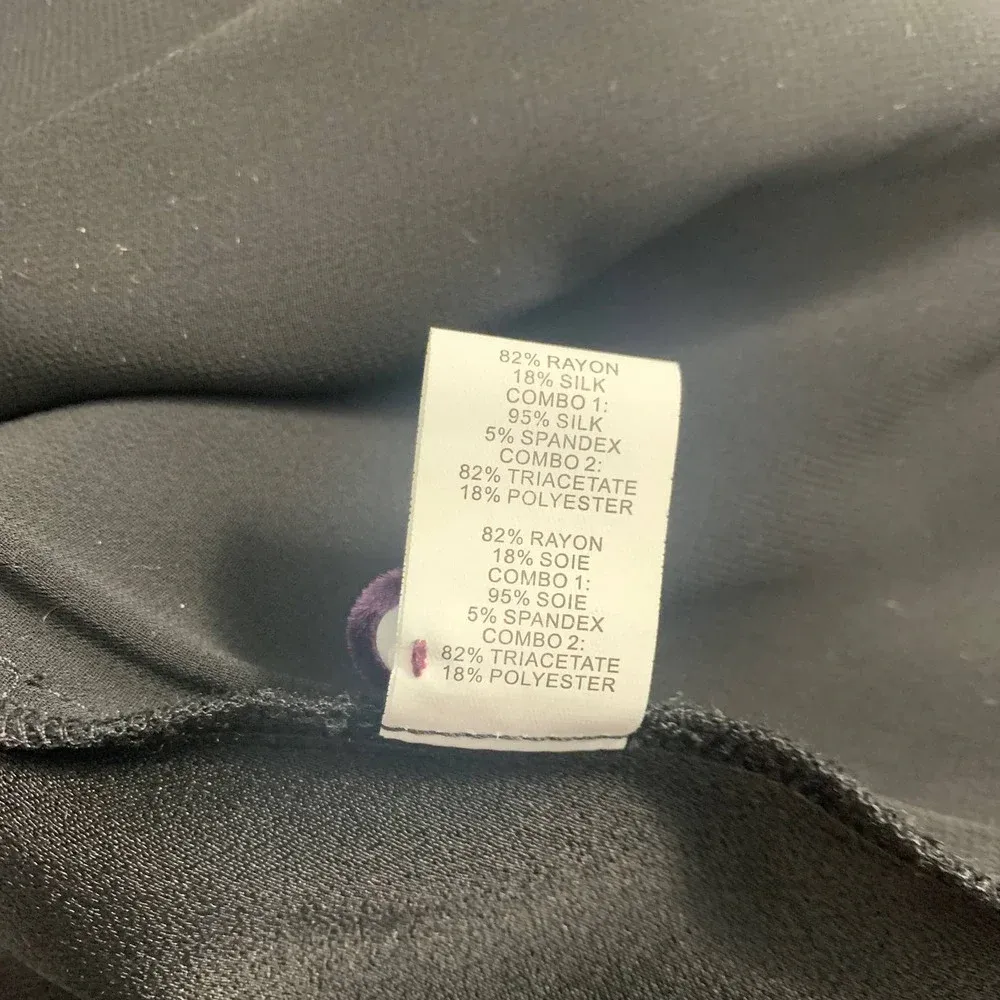 82% RAYON
18% SILK
COMBO 1:
95% SILK
5% SPANDEX
COMBO 2:
82% TRIACETATE
18% POLYESTER
82% RAYON
18% SOIE
COMBO 1:
95% SOIE
5% SPANDEX
COMBO 2:
82% TRIACETATE
18% POLYESTER